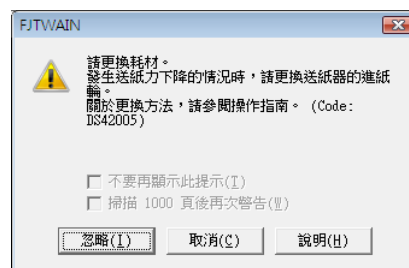 FJTWAIN
請更換耗材。
發生送紙力下降的情況時，請更換送紙器的進紙
輪。
關於更換方法，請參閱操作指南。 (Code:
DS42005)
不要再顯示此提示(T)
掃描 1000 頁後再次警告(W)
忽略(I) 取消(C) 說明(H)